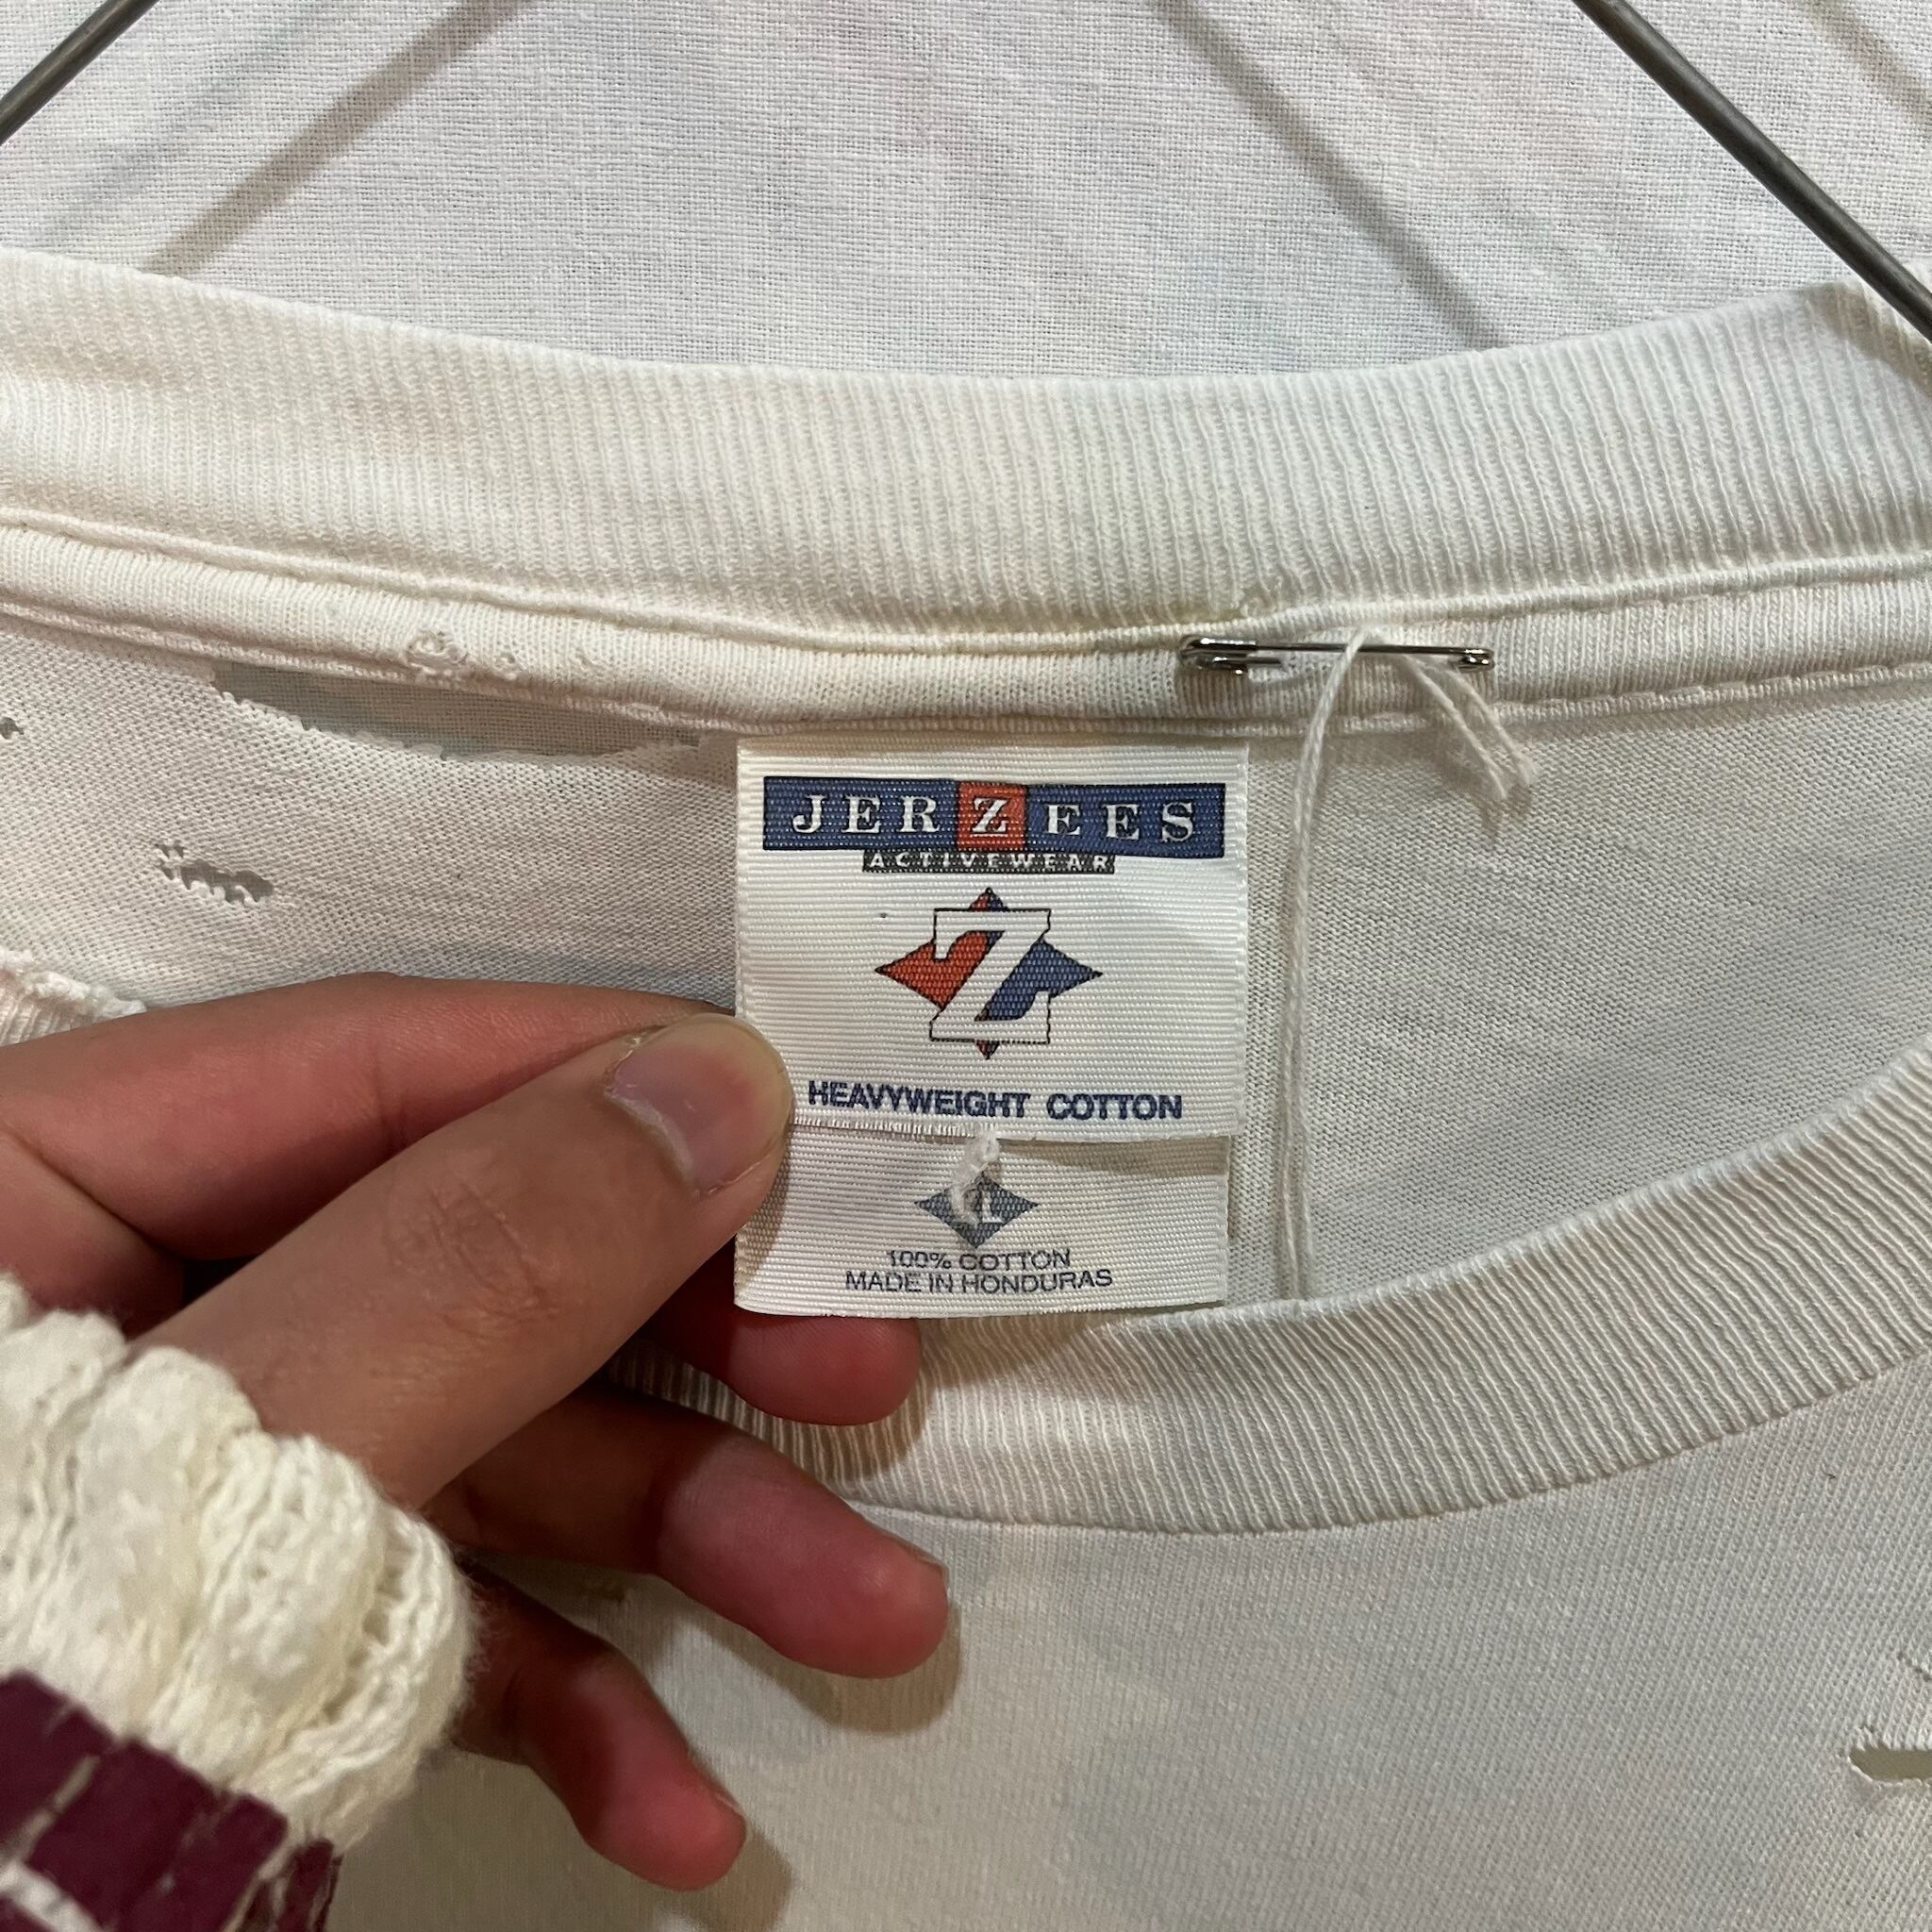 JERZEES
ACTIVEWEAR
Z
HEAVYWEIGHT COTTON
100% COTTON
MADE IN HONDURAS